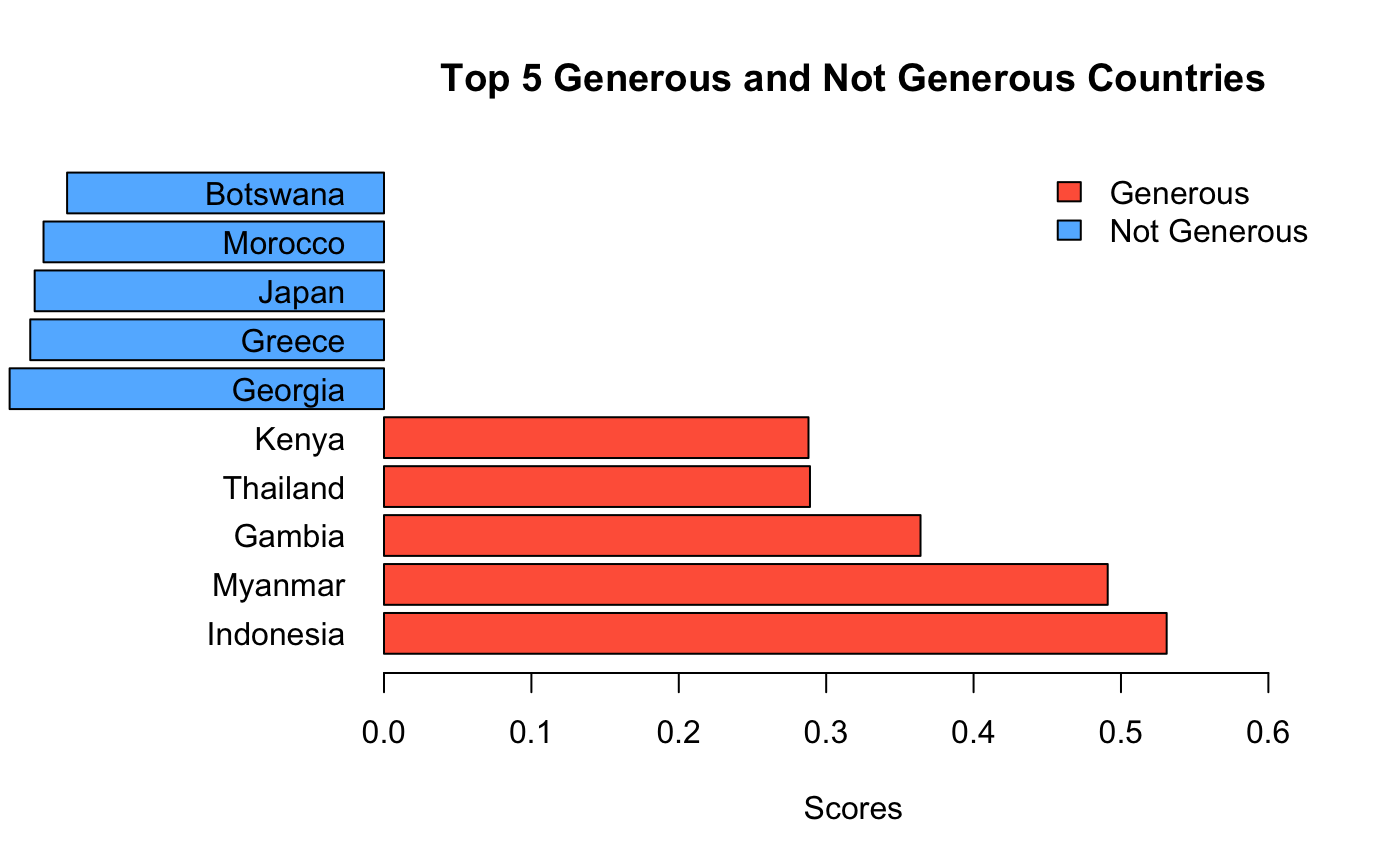 Top 5 Generous and Not Generous Countries
Generous
Not Generous
Botswana
Morocco
Japan
Greece
Georgia
Kenya
Thailand
Gambia
Myanmar
Indonesia
0.0 0.1 0.2 0.3 0.4 0.5 0.6
Scores